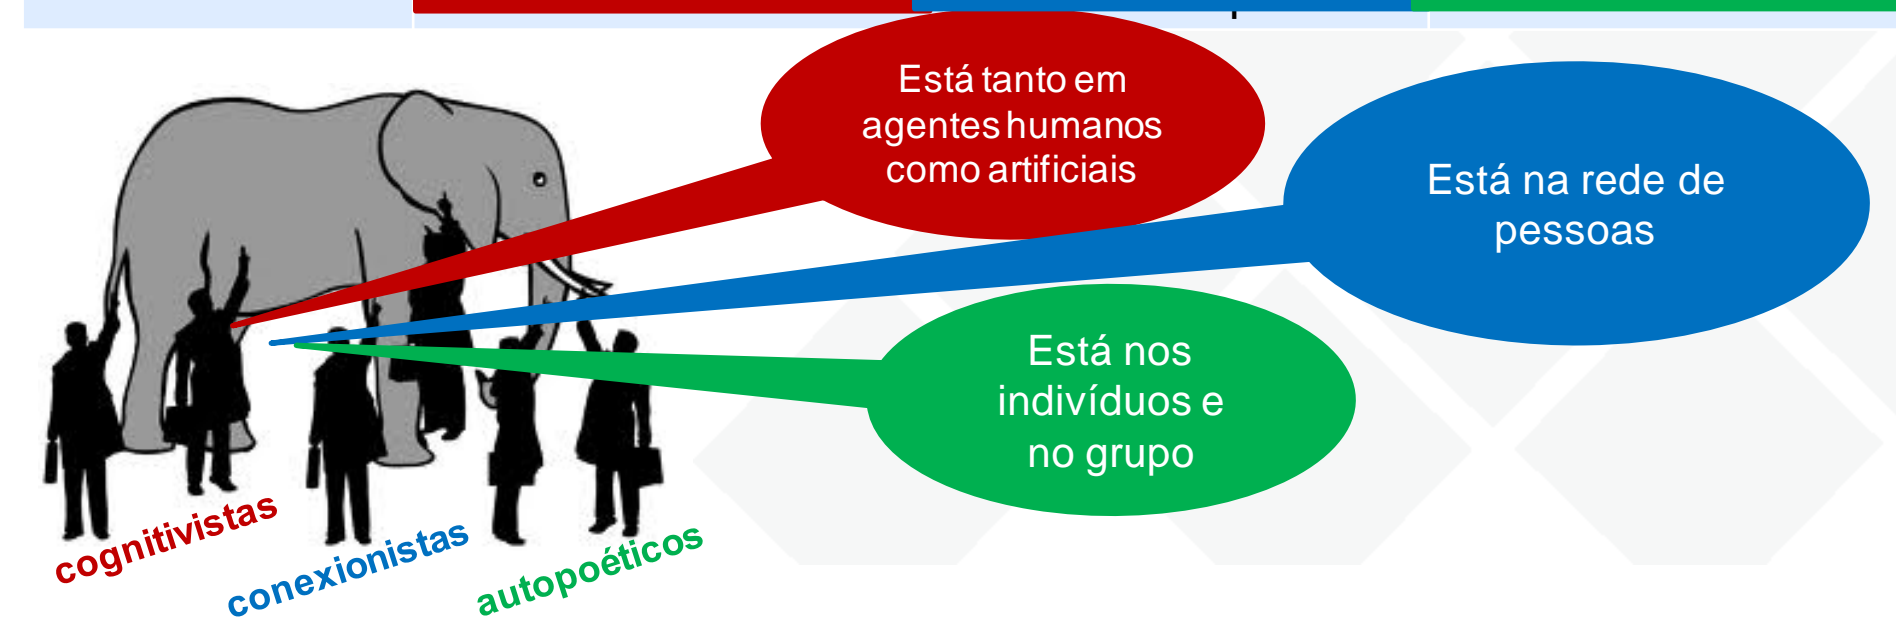 Está tanto em
agentes humanos
como artificiais
Está na rede de
pessoas
Está nos
indivíduos e
no grupo
cognitivistas
conexionistas
autopoéticos